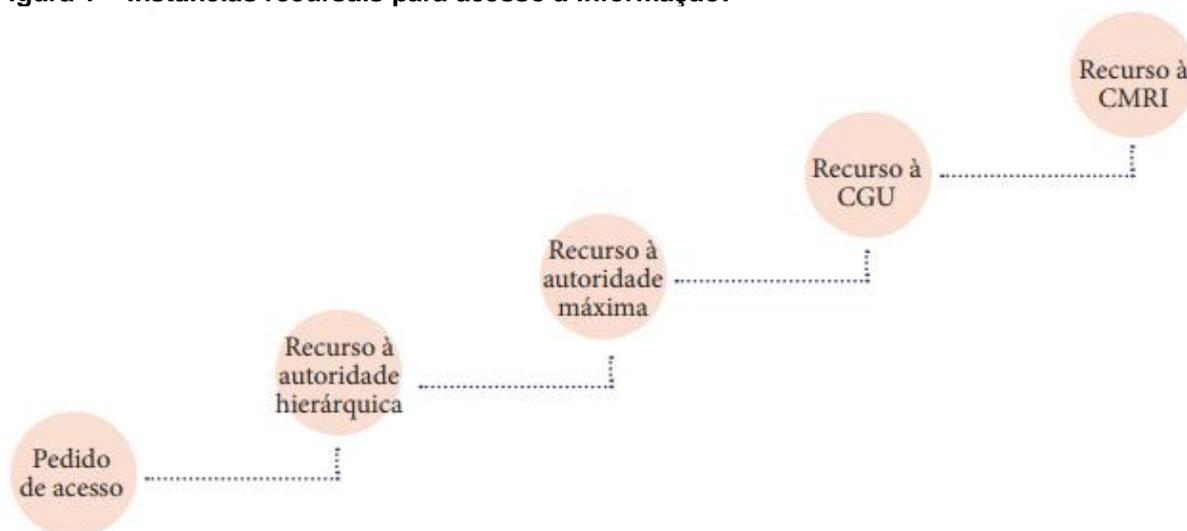 Instâncias recursais para acesso à informação.
Recurso à
CMRI
Recurso à
CGU
Recurso à
autoridade
máxima
Recurso à
autoridade
hierárquica
Pedido
de acesso